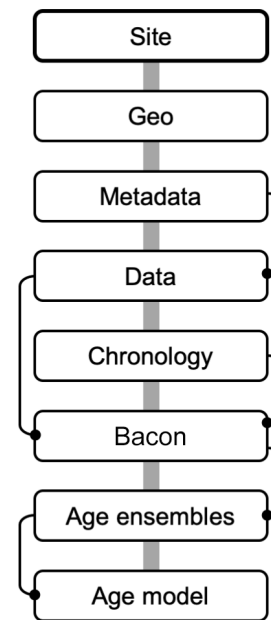 Site
Geo
Metadata
Data
Chronology
Bacon
Age ensembles
Age model